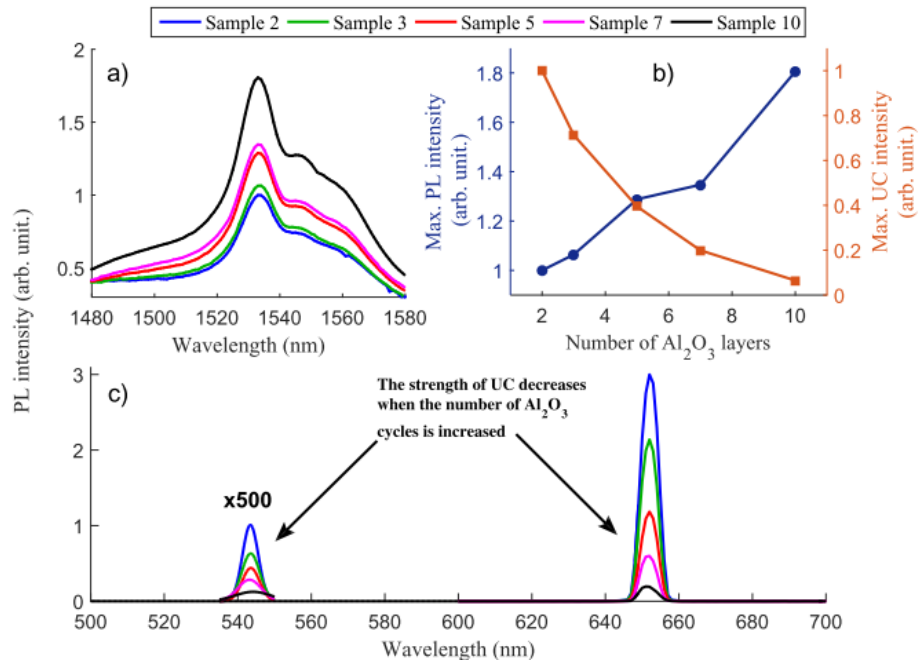 Sample 2 Sample 3 Sample 5 Sample 7 Sample 10
PL intensity (arb. unit.)
a)
2
1.5
1
0.5
1480 1500 1520 1540 1560 1580
Wavelength (nm)
b)
Max. PL intensity
(arb. unit.)
1.8
1.6
1.4
1.2
1
Max. UC intensity
(arb. unit.)
1
0.8
0.6
0.4
0.2
0
2 4 6 8 10
Number of Al₂O₃ layers
c)
3
2
1
0
The strength of UC decreases
when the number of Al₂O₃
cycles is increased
x500
500 520 540 560 580 600 620 640 660 680 700
Wavelength (nm)